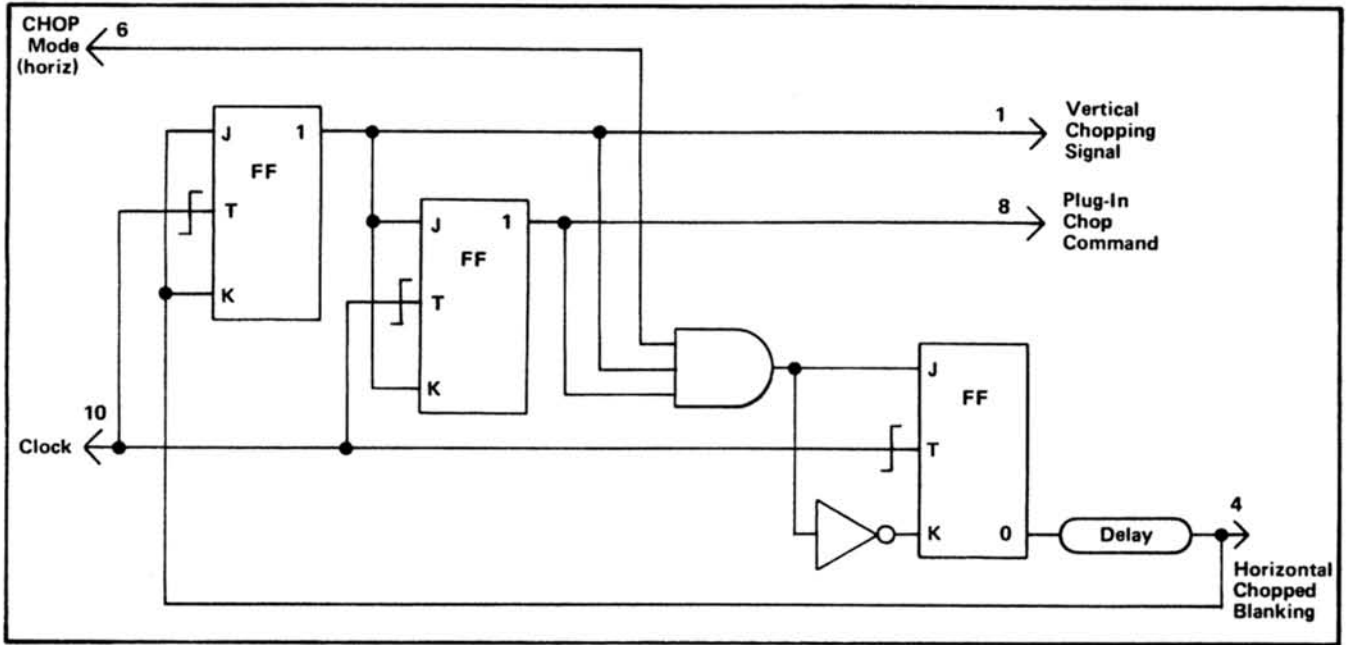 CHOP
Mode
(horiz)
6
J
1
FF
T
K
1
Vertical
Chopping
Signal
J
1
FF
T
K
8
Plug-In
Chop
Command
10
Clock
J
FF
T
K
0
Delay
4
Horizontal
Chopped
Blanking